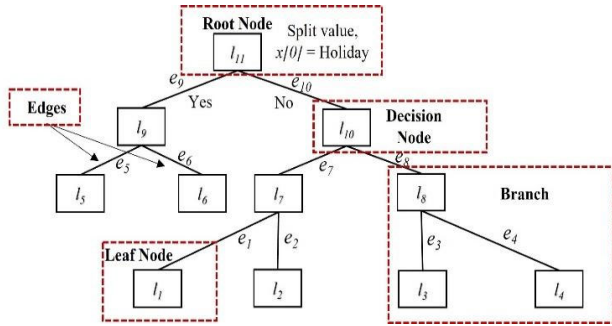 Root Node
Split value,
x[0] = Holiday
l11
e9
e10
Yes
No
Edges
l9
l10
Decision
Node
e5
e6
e7
e8
l5
l6
l7
l8
Branch
e1
e2
e3
e4
Leaf Node
l1
l2
l3
l4